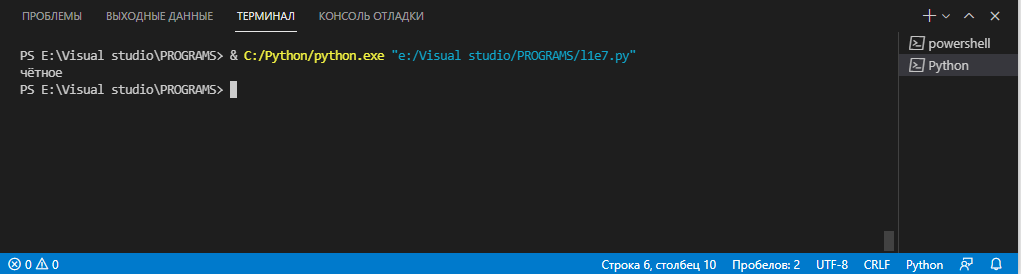 ПРОБЛЕМЫ ВЫХОДНЫЕ ДАННЫЕ ТЕРМИНАЛ КОНСОЛЬ ОТЛАДКИ
PS E:\Visual studio\PROGRAMS> & C:/Python/python.exe "e:/Visual studio/PROGRAMS/l1e7.py"
чётное
PS E:\Visual studio\PROGRAMS>
powershell
Python
0 0 Строка 6, столбец 10 Пробелов: 2 UTF-8 CRLF Python